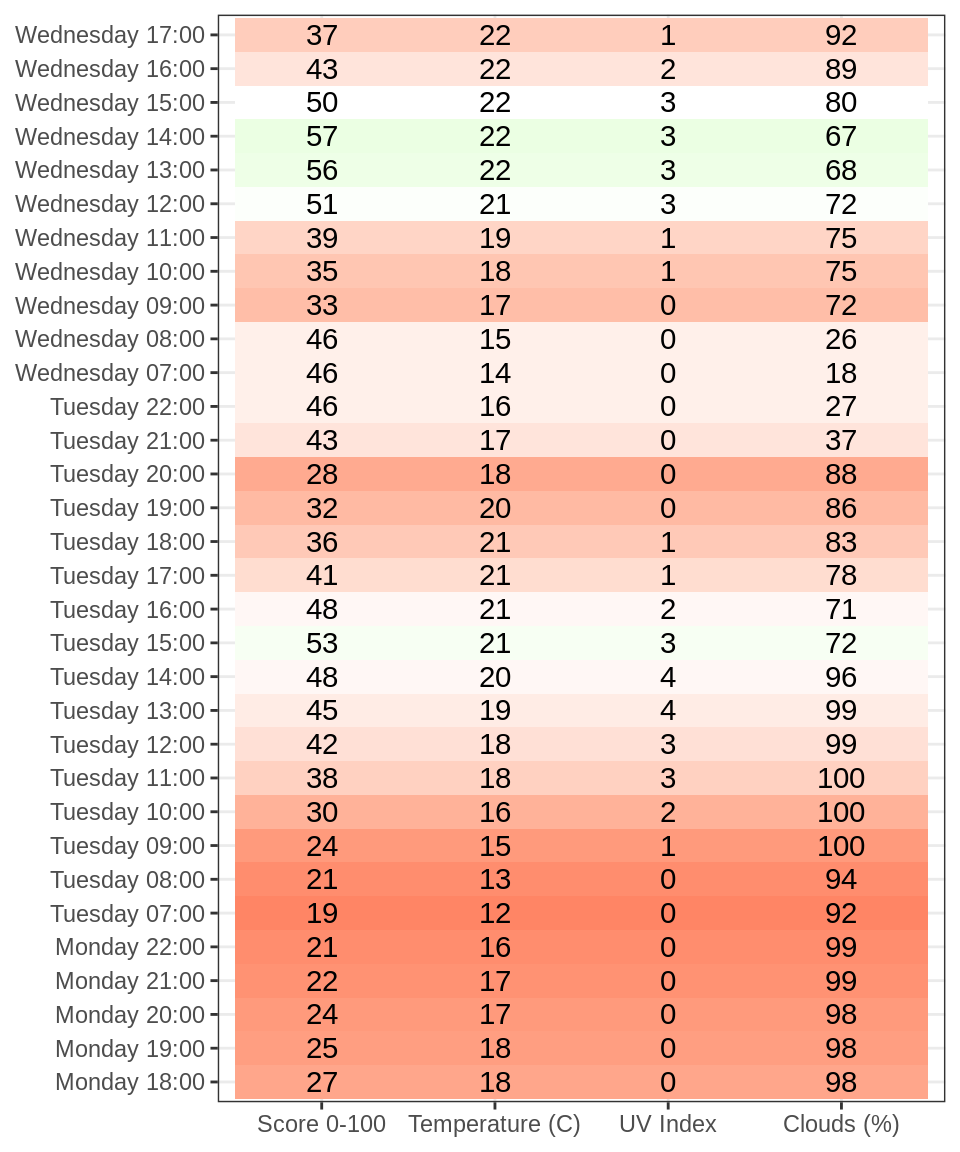 Wednesday 17:00 37 22 1 92
Wednesday 16:00 43 22 2 89
Wednesday 15:00 50 22 3 80
Wednesday 14:00 57 22 3 67
Wednesday 13:00 56 22 3 68
Wednesday 12:00 51 21 3 72
Wednesday 11:00 39 19 1 75
Wednesday 10:00 35 18 1 75
Wednesday 09:00 33 17 0 72
Wednesday 08:00 46 15 0 26
Wednesday 07:00 46 14 0 18
Tuesday 22:00 46 16 0 27
Tuesday 21:00 43 17 0 37
Tuesday 20:00 28 18 0 88
Tuesday 19:00 32 20 0 86
Tuesday 18:00 36 21 1 83
Tuesday 17:00 41 21 1 78
Tuesday 16:00 48 21 2 71
Tuesday 15:00 53 21 3 72
Tuesday 14:00 48 20 4 96
Tuesday 13:00 45 19 4 99
Tuesday 12:00 42 18 3 99
Tuesday 11:00 38 18 3 100
Tuesday 10:00 30 16 2 100
Tuesday 09:00 24 15 1 100
Tuesday 08:00 21 13 0 94
Tuesday 07:00 19 12 0 92
Monday 22:00 21 16 0 99
Monday 21:00 22 17 0 99
Monday 20:00 24 17 0 98
Monday 19:00 25 18 0 98
Monday 18:00 27 18 0 98
Score 0-100 Temperature (C) UV Index Clouds (%)